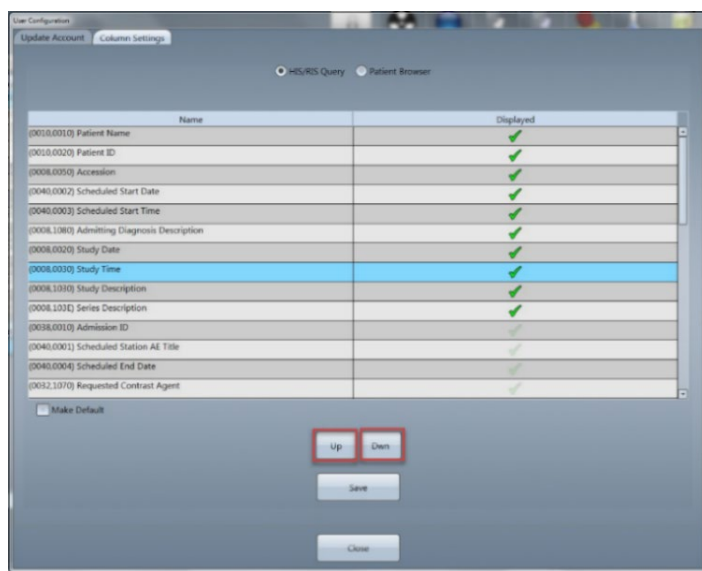 User Configuration
Update Account Column Settings
HIS/RIS Query Patient Browser
Name Displayed
(0010,0010) Patient Name
(0010,0020) Patient ID
(0008,0050) Accession
(0040,0002) Scheduled Start Date
(0040,0003) Scheduled Start Time
(0008,1080) Admitting Diagnosis Description
(0008,0020) Study Date
(0008,0030) Study Time
(0008,1030) Study Description
(0008,103E) Series Description
(0038,0010) Admission ID
(0040,0001) Scheduled Station AE Title
(0040,0004) Scheduled End Date
(0032,1070) Requested Contrast Agent
Make Default
Up Dwn
Save
Close